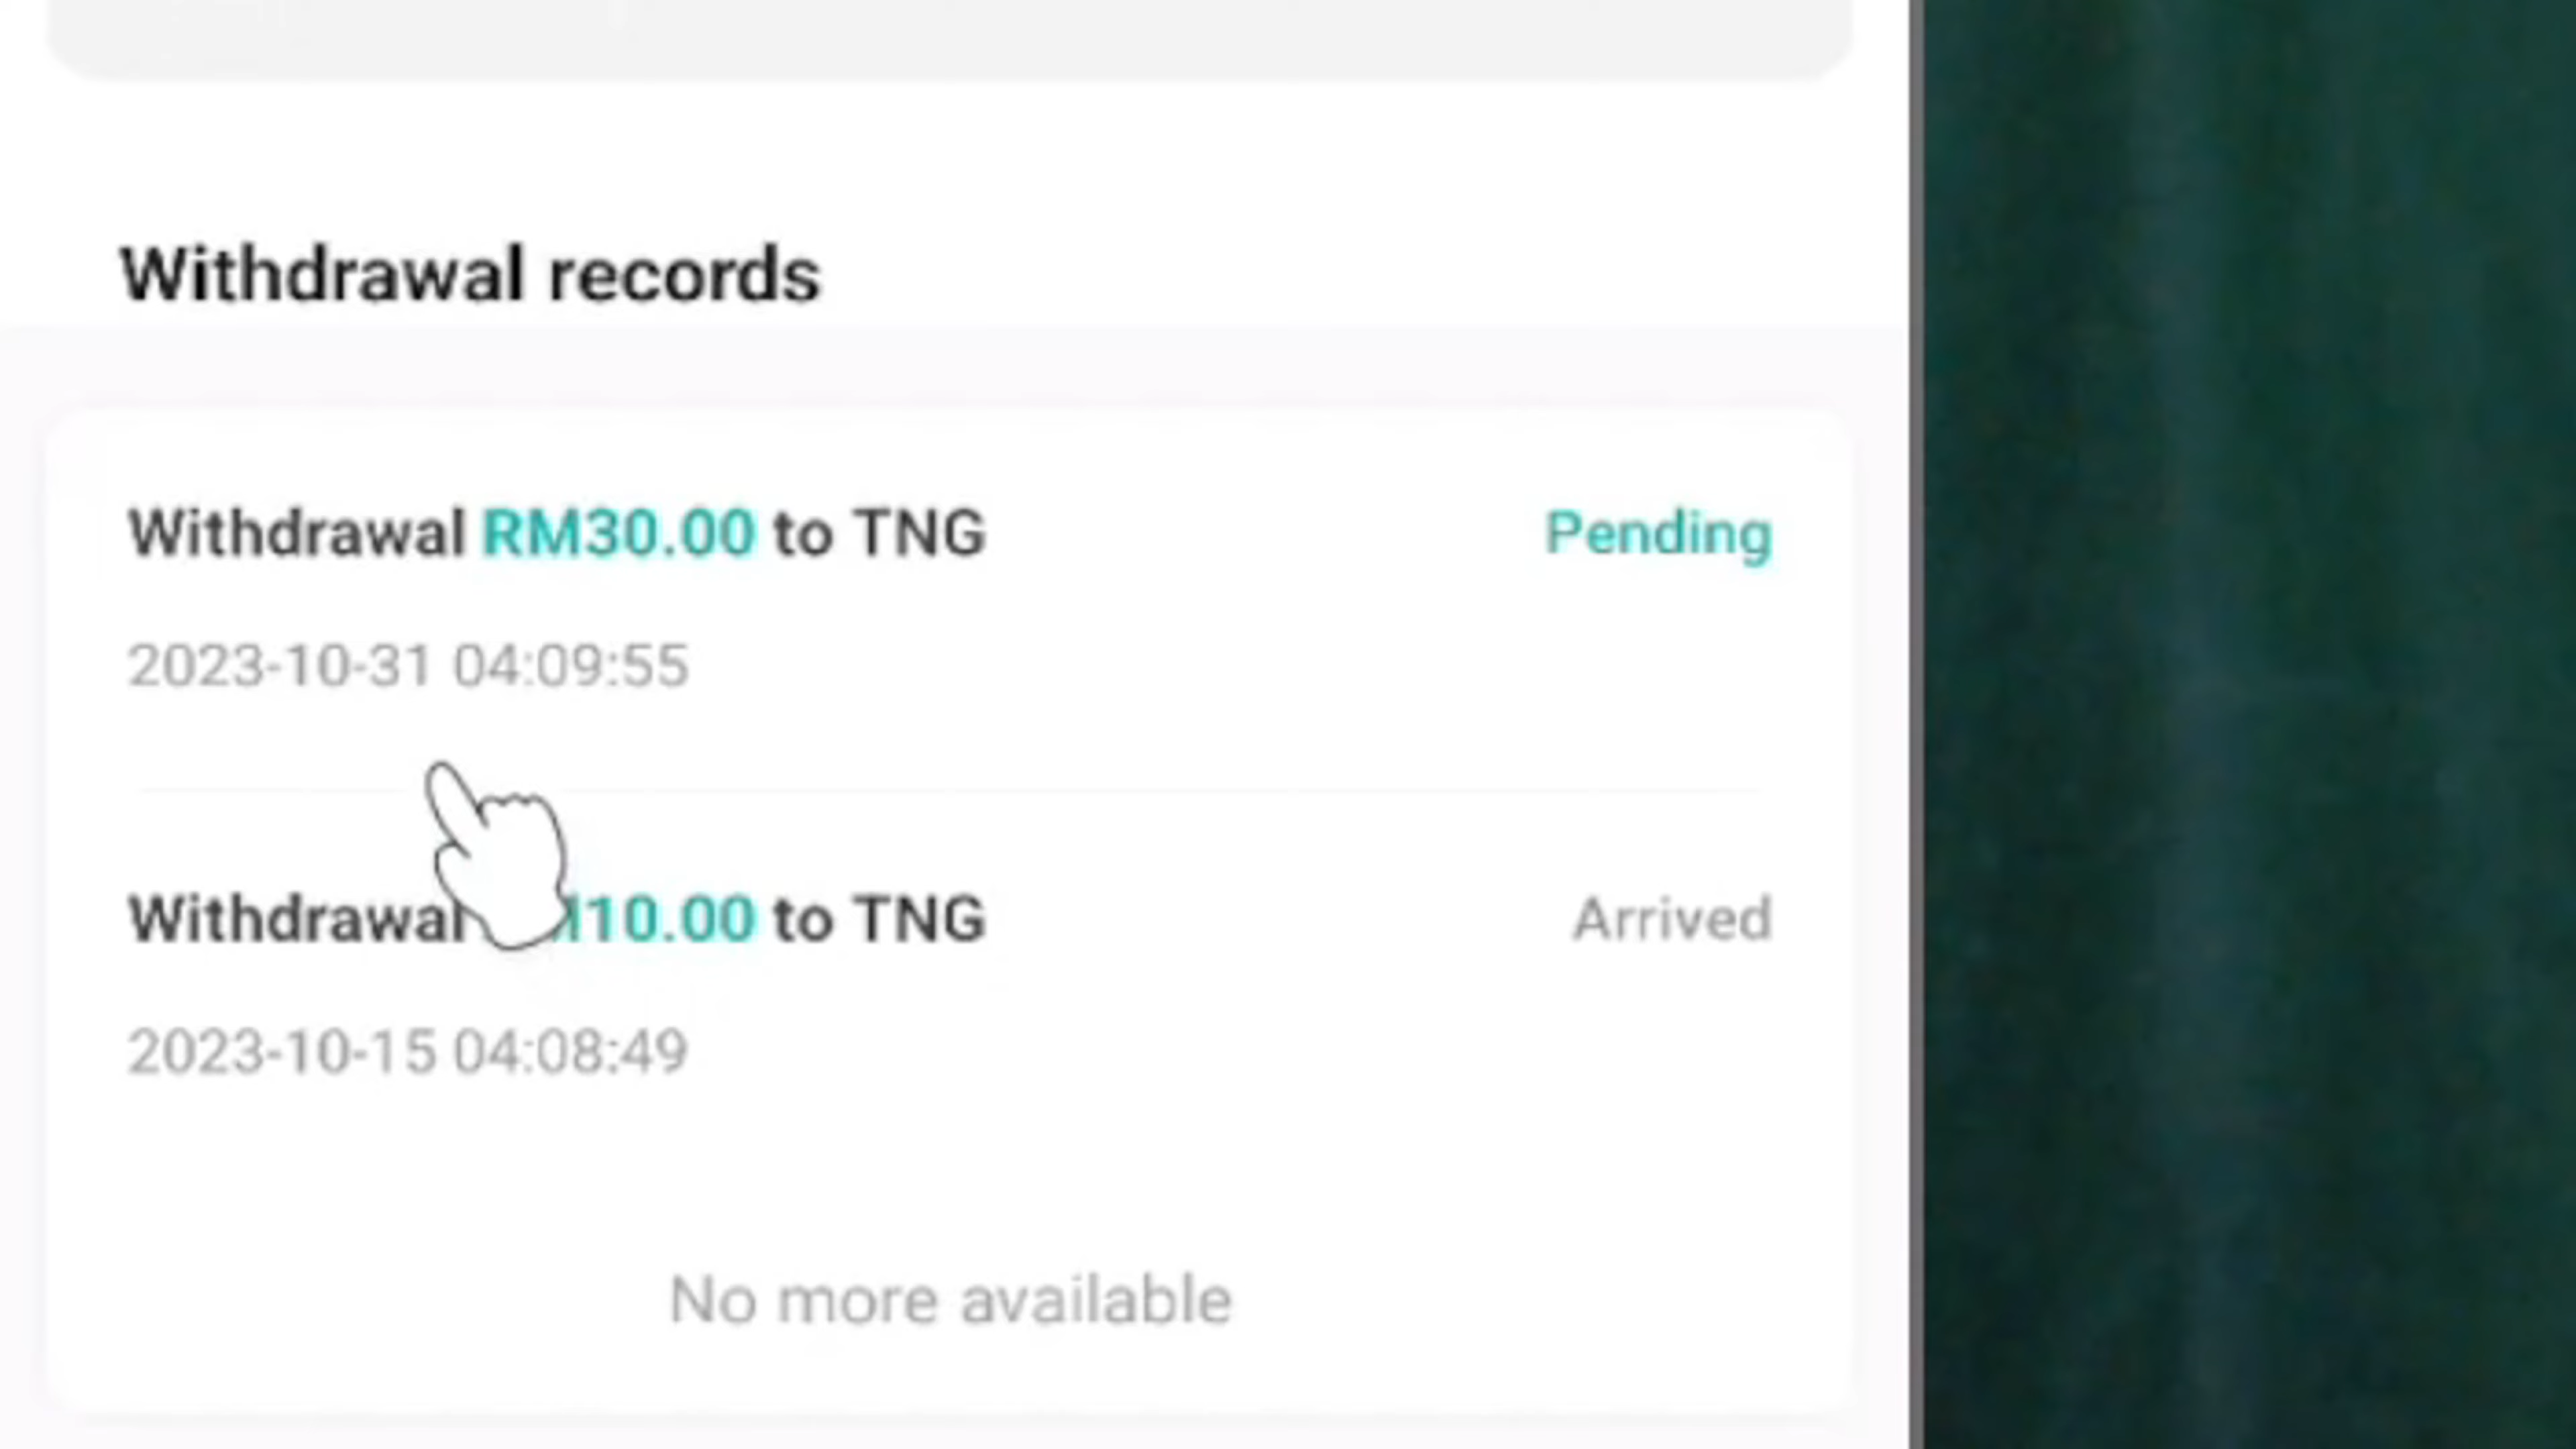 Withdrawal records
Withdrawal RM30.00 to TNG
Pending
2023-10-31 04:09:55
Withdrawal 10.00 to TNG
Arrived
2023-10-15 04:08:49
No more available